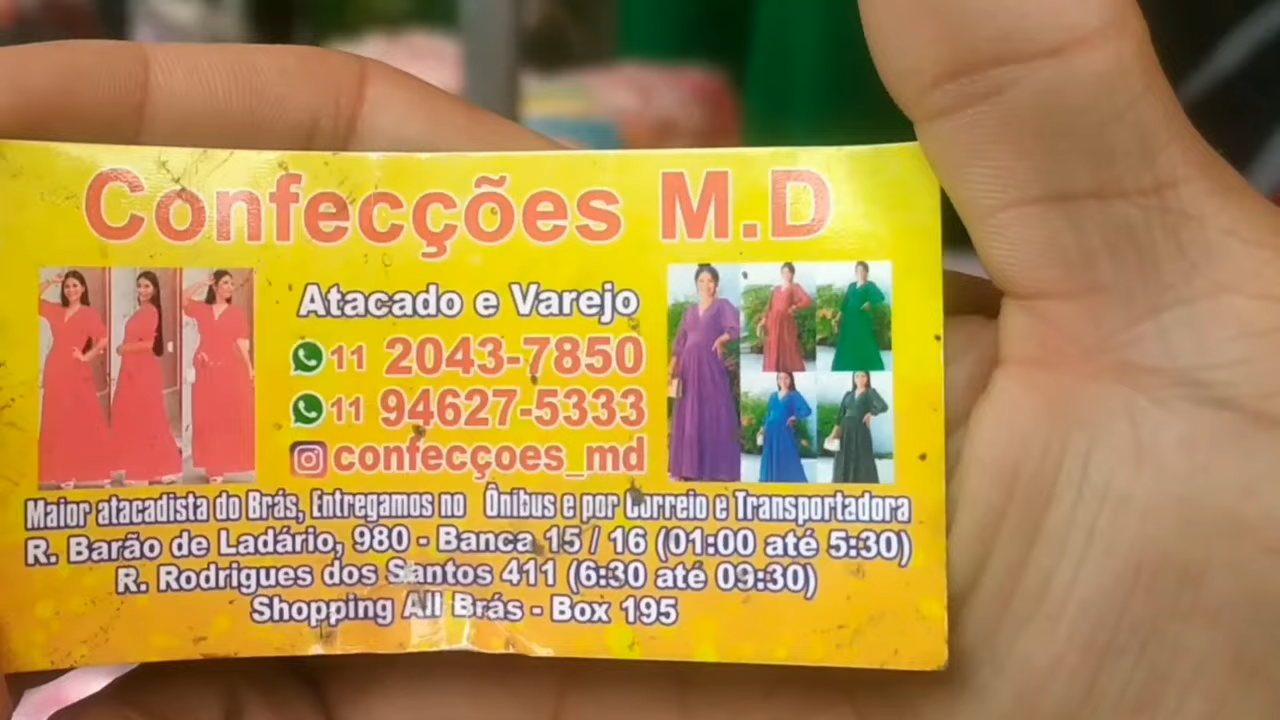 Confecções M.D
Atacado e Varejo
11 2043-7850
11 94627-5333
confecçoes_md
Maior atacadista do Brás, Entregamos no Ônibus e por Correio e Transportadora
R. Barão de Ladário, 980 - Banca 15 / 16 (01:00 até 5:30)
R. Rodrigues dos Santos 411 (6:30 até 09:30)
Shopping All Brás - Box 195